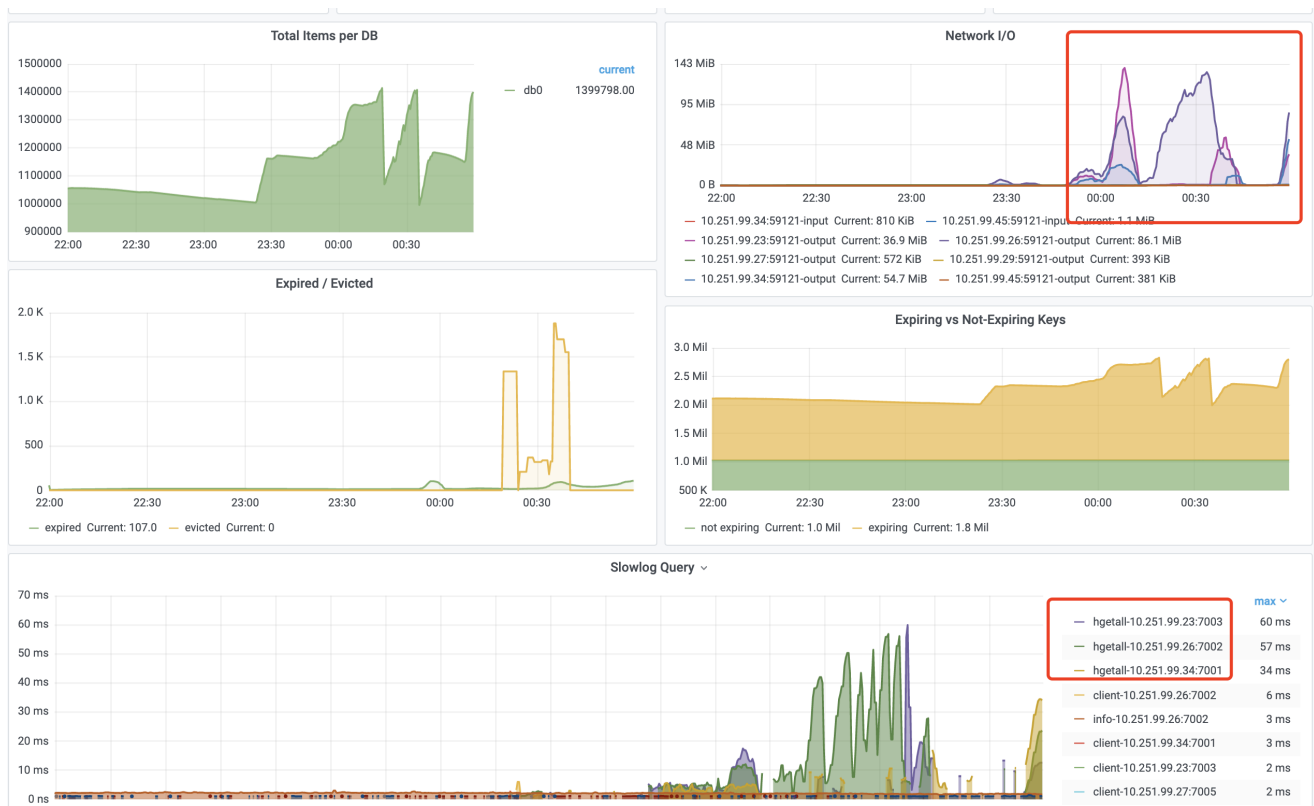 Total Items per DB
1500000
1400000
1300000
1200000
1100000
1000000
900000
22:00 22:30 23:00 23:30 00:00 00:30
current
db0 1399798.00
Network I/O
143 MiB
95 MiB
48 MiB
0 B
22:00 22:30 23:00 23:30 00:00 00:30
10.251.99.34:59121-input Current: 810 KiB 10.251.99.45:59121-input Current: 1.1 MiB
10.251.99.23:59121-output Current: 36.9 MiB 10.251.99.26:59121-output Current: 86.1 MiB
10.251.99.27:59121-output Current: 572 KiB 10.251.99.29:59121-output Current: 393 KiB
10.251.99.34:59121-output Current: 54.7 MiB 10.251.99.45:59121-output Current: 381 KiB
Expired / Evicted
2.0 K
1.5 K
1.0 K
500
0
22:00 22:30 23:00 23:30 00:00 00:30
expired Current: 107.0 evicted Current: 0
Expiring vs Not-Expiring Keys
3.0 Mil
2.5 Mil
2.0 Mil
1.5 Mil
1.0 Mil
500 K
22:00 22:30 23:00 23:30 00:00 00:30
not expiring Current: 1.0 Mil expiring Current: 1.8 Mil
Slowlog Query
70 ms
60 ms
50 ms
40 ms
30 ms
20 ms
10 ms
0 ns
max
hgetall-10.251.99.23:7003 60 ms
hgetall-10.251.99.26:7002 57 ms
hgetall-10.251.99.34:7001 34 ms
client-10.251.99.26:7002 6 ms
info-10.251.99.26:7002 3 ms
client-10.251.99.34:7001 3 ms
client-10.251.99.23:7003 2 ms
client-10.251.99.27:7005 2 ms